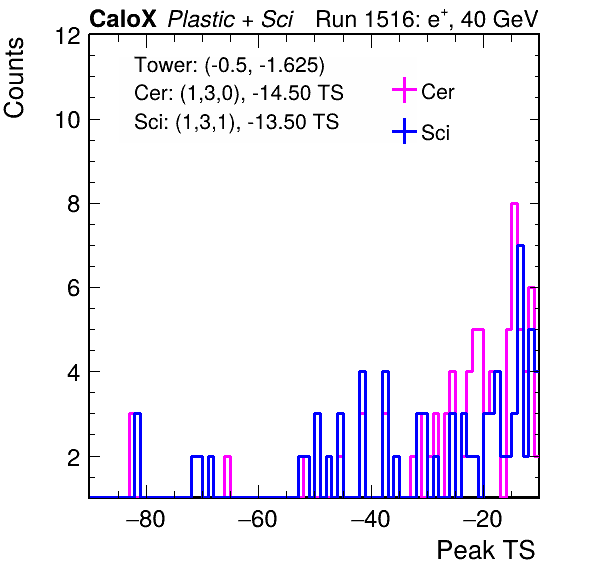 CaloX Plastic + Sci Run 1516: e⁺, 40 GeV
Tower: (-0.5, -1.625)
Cer: (1,3,0), -14.50 TS
Sci: (1,3,1), -13.50 TS
Cer
Sci
Counts
12
10
8
6
4
2
−80 −60 −40 −20
Peak TS